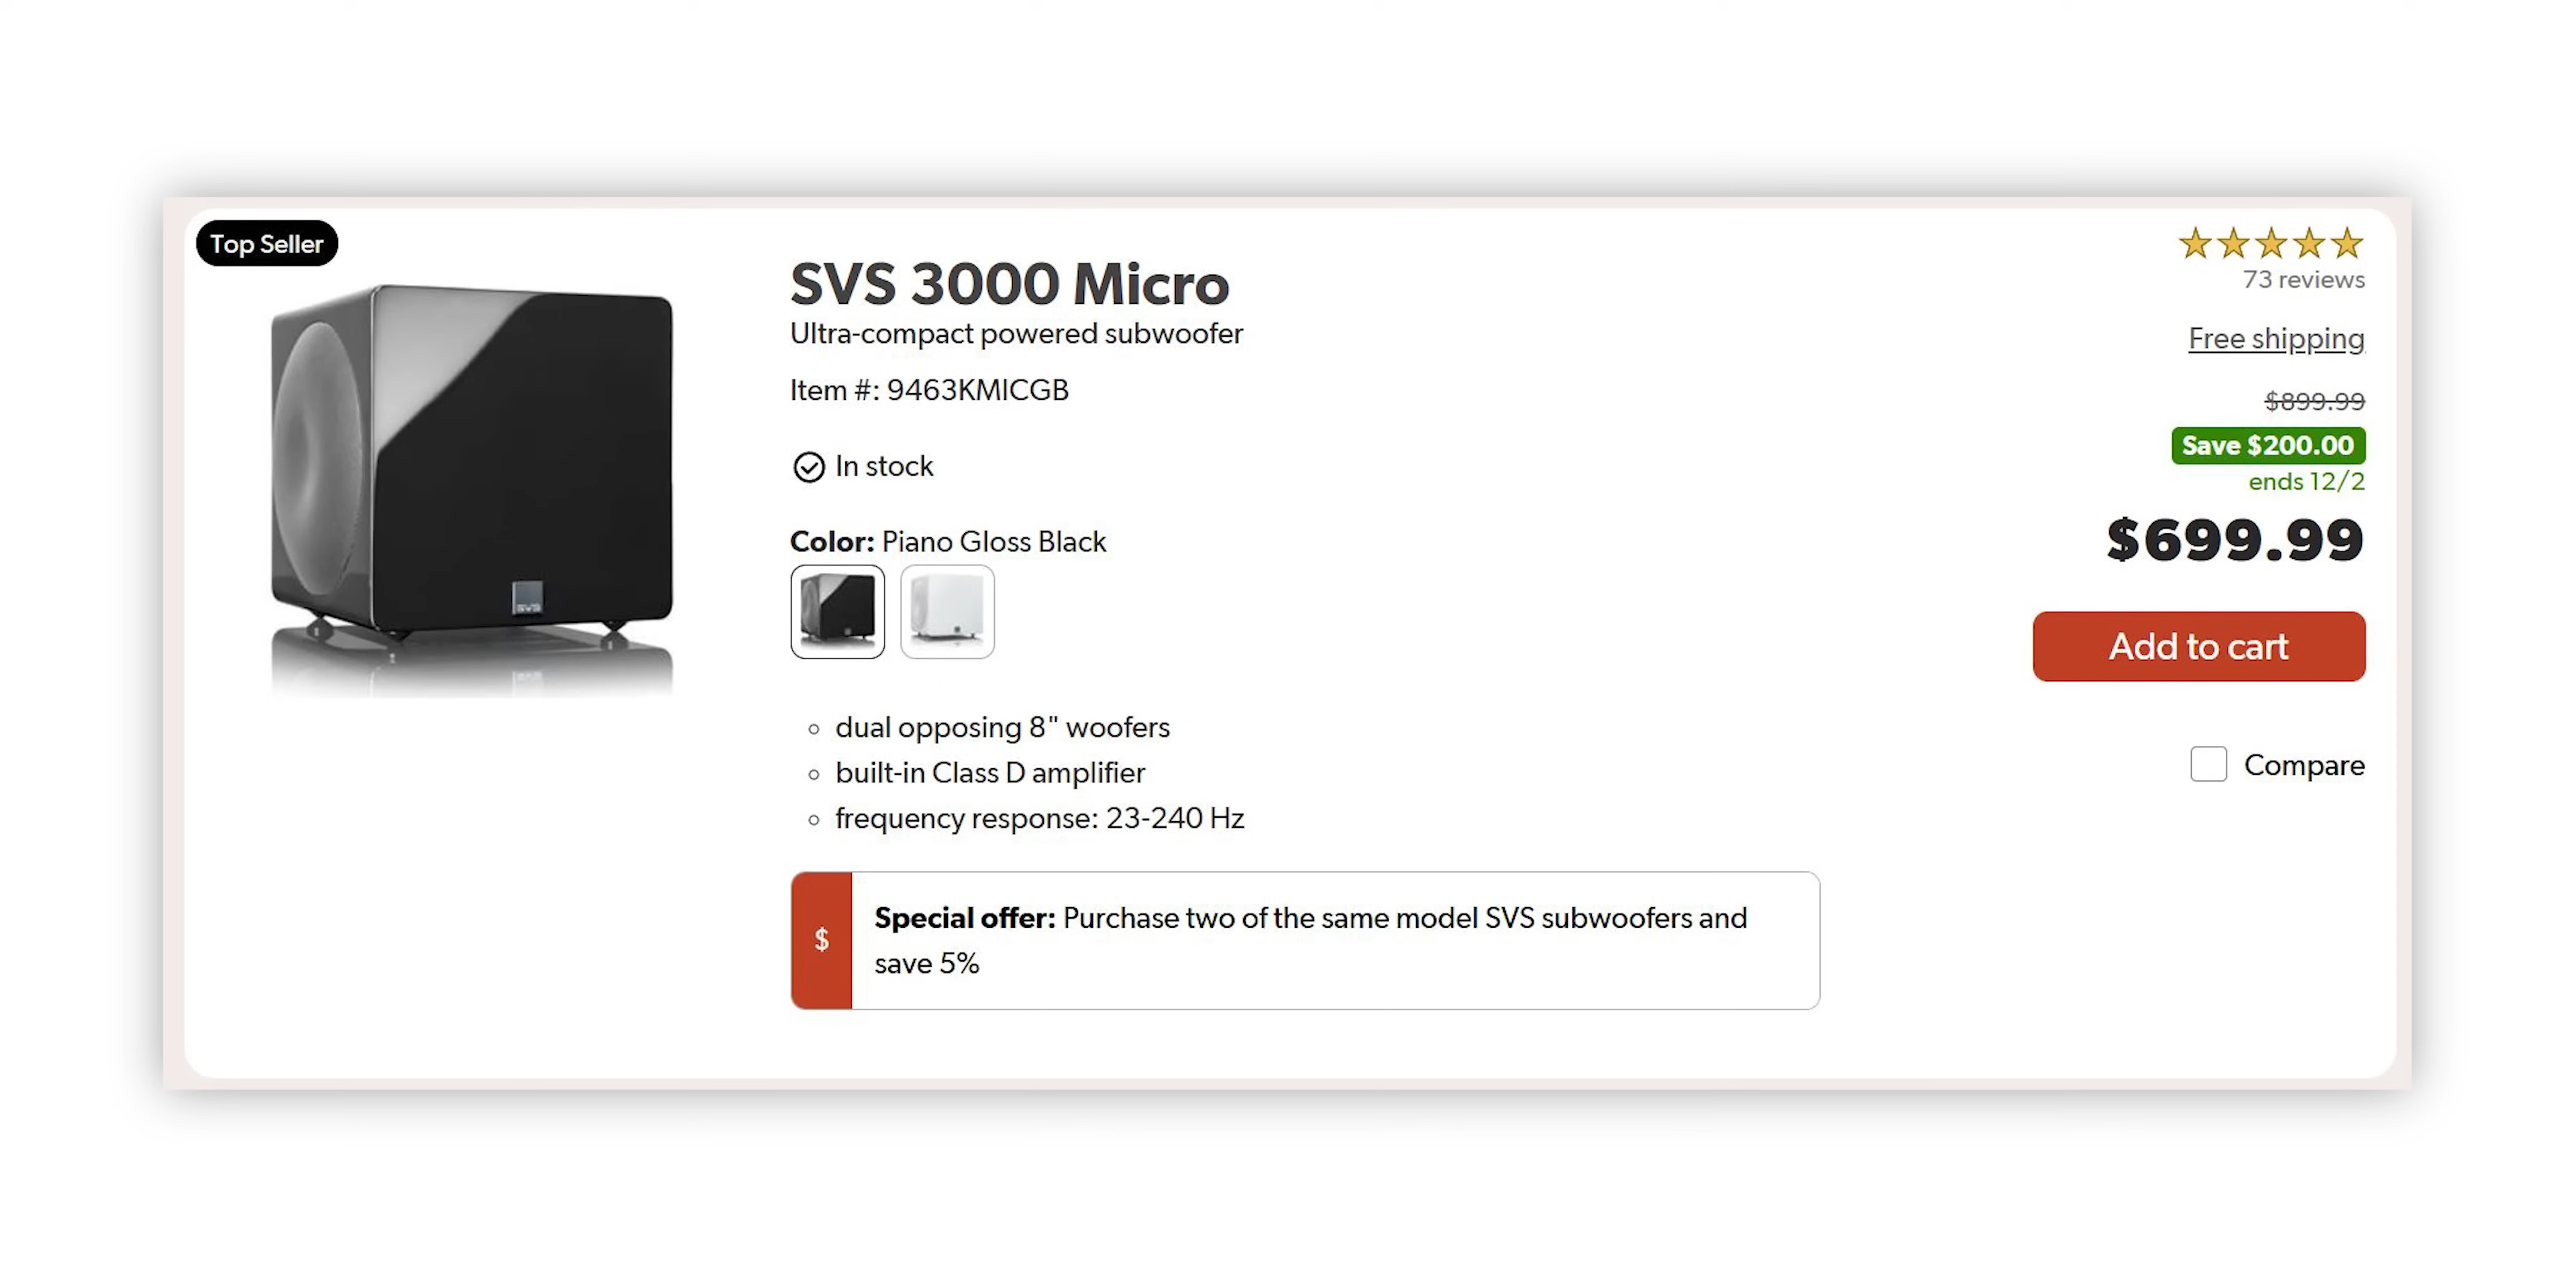 Top Seller
SVS 3000 Micro
Ultra-compact powered subwoofer
Item #: 9463KMICGB
In stock
Color: Piano Gloss Black
dual opposing 8" woofers
built-in Class D amplifier
frequency response: 23-240 Hz
$
Special offer: Purchase two of the same model SVS subwoofers and
save 5%
73 reviews
Free shipping
$899.99
Save $200.00
ends 12/2
$699.99
Add to cart
Compare
SVS